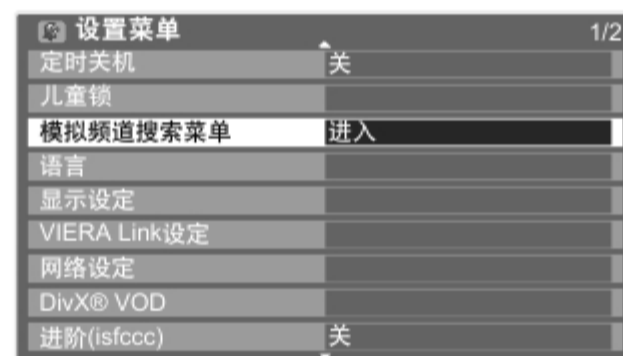 设置菜单 1/2
定时关机 关
儿童锁
模拟频道搜索菜单 进入
语言
显示设定
VIERA Link设定
网络设定
DivX® VOD
进阶(isfccc) 关